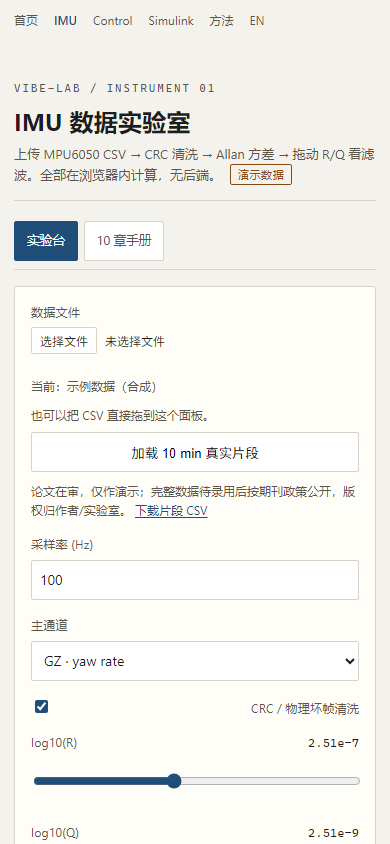 首页 IMU Control Simulink 方法 EN
VIBE-LAB / INSTRUMENT 01
IMU 数据实验室
上传 MPU6050 CSV → CRC 清洗 → Allan 方差 → 拖动 R/Q 看滤
波。全部在浏览器内计算，无后端。 演示数据
实验台 10 章手册
数据文件
选择文件 未选择文件
当前：示例数据（合成）
也可以把 CSV 直接拖到这个面板。
加载 10 min 真实片段
论文在审，仅作演示；完整数据待录用后按期刊政策公开，版
权归作者/实验室。 下载片段 CSV
采样率 (Hz)
100
主通道
GZ · yaw rate
CRC / 物理坏帧清洗
log10(R) 2.51e-7
log10(Q) 2.51e-9